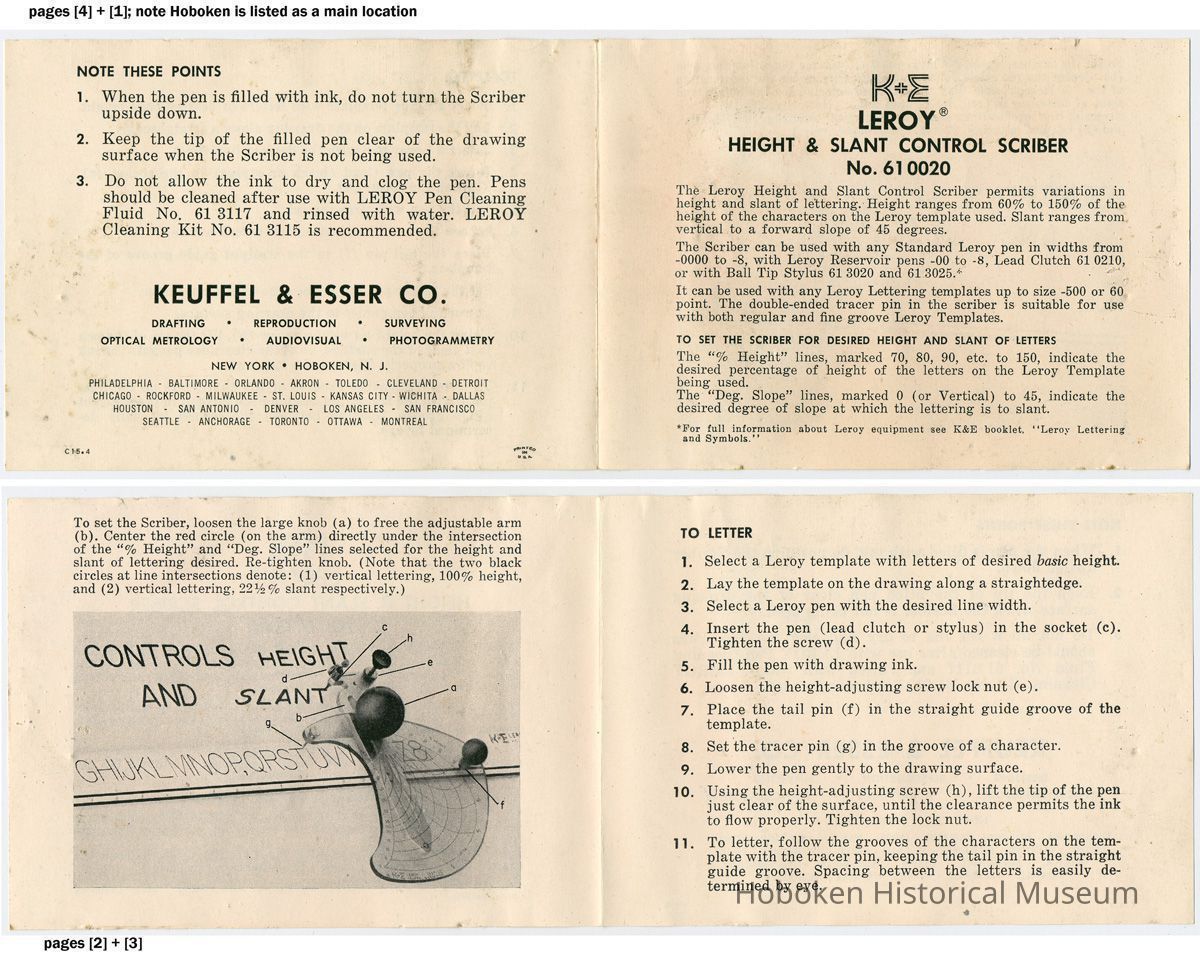 pages [4] + [1]; note Hoboken is listed as a main location
NOTE THESE POINTS
1. When the pen is filled with ink, do not turn the Scriber
upside down.
2. Keep the tip of the filled pen clear of the drawing
surface when the Scriber is not being used.
3. Do not allow the ink to dry and clog the pen. Pens
should be cleaned after use with LEROY Pen Cleaning
Fluid No. 61 3117 and rinsed with water. LEROY
Cleaning Kit No. 61 3115 is recommended.
KEUFFEL & ESSER CO.
DRAFTING • REPRODUCTION • SURVEYING
OPTICAL METROLOGY • AUDIOVISUAL • PHOTOGRAMMETRY
NEW YORK • HOBOKEN, N. J.
PHILADELPHIA - BALTIMORE - ORLANDO - AKRON - TOLEDO - CLEVELAND - DETROIT
CHICAGO - ROCKFORD - MILWAUKEE - ST. LOUIS - KANSAS CITY - WICHITA - DALLAS
HOUSTON - SAN ANTONIO - DENVER - LOS ANGELES - SAN FRANCISCO
SEATTLE - ANCHORAGE - TORONTO - OTTAWA - MONTREAL
C15.4
PRINTED
IN
U.S.A.
K+E
LEROY®
HEIGHT & SLANT CONTROL SCRIBER
No. 61 0020
The Leroy Height and Slant Control Scriber permits variations in
height and slant of lettering. Height ranges from 60% to 150% of the
height of the characters on the Leroy template used. Slant ranges from
vertical to a forward slope of 45 degrees.
The Scriber can be used with any Standard Leroy pen in widths from
-0000 to -8, with Leroy Reservoir pens -00 to -8, Lead Clutch 61 0210,
or with Ball Tip Stylus 61 3020 and 61 3025.*
It can be used with any Leroy Lettering templates up to size -500 or 60
point. The double-ended tracer pin in the scriber is suitable for use
with both regular and fine groove Leroy Templates.
TO SET THE SCRIBER FOR DESIRED HEIGHT AND SLANT OF LETTERS
The "% Height" lines, marked 70, 80, 90, etc. to 150, indicate the
desired percentage of height of the letters on the Leroy Template
being used.
The "Deg. Slope" lines, marked 0 (or Vertical) to 45, indicate the
desired degree of slope at which the lettering is to slant.
*For full information about Leroy equipment see K&E booklet, "Leroy Lettering
and Symbols."
To set the Scriber, loosen the large knob (a) to free the adjustable arm
(b). Center the red circle (on the arm) directly under the intersection
of the "% Height" and "Deg. Slope" lines selected for the height and
slant of lettering desired. Re-tighten knob. (Note that the two black
circles at line intersections denote: (1) vertical lettering, 100% height,
and (2) vertical lettering, 22½% slant respectively.)
CONTROLS HEIGHT
AND SLANT
c
h
d
e
a
b
g
f
GHIJKLMNOPQRSTUVW
Z8
K+E
TO LETTER
1. Select a Leroy template with letters of desired basic height.
2. Lay the template on the drawing along a straightedge.
3. Select a Leroy pen with the desired line width.
4. Insert the pen (lead clutch or stylus) in the socket (c).
Tighten the screw (d).
5. Fill the pen with drawing ink.
6. Loosen the height-adjusting screw lock nut (e).
7. Place the tail pin (f) in the straight guide groove of the
template.
8. Set the tracer pin (g) in the groove of a character.
9. Lower the pen gently to the drawing surface.
10. Using the height-adjusting screw (h), lift the tip of the pen
just clear of the surface, until the clearance permits the ink
to flow properly. Tighten the lock nut.
11. To letter, follow the grooves of the characters on the tem-
plate with the tracer pin, keeping the tail pin in the straight
guide groove. Spacing between the letters is easily de-
termined by eye.
Hoboken Historical Museum
pages [2] + [3]